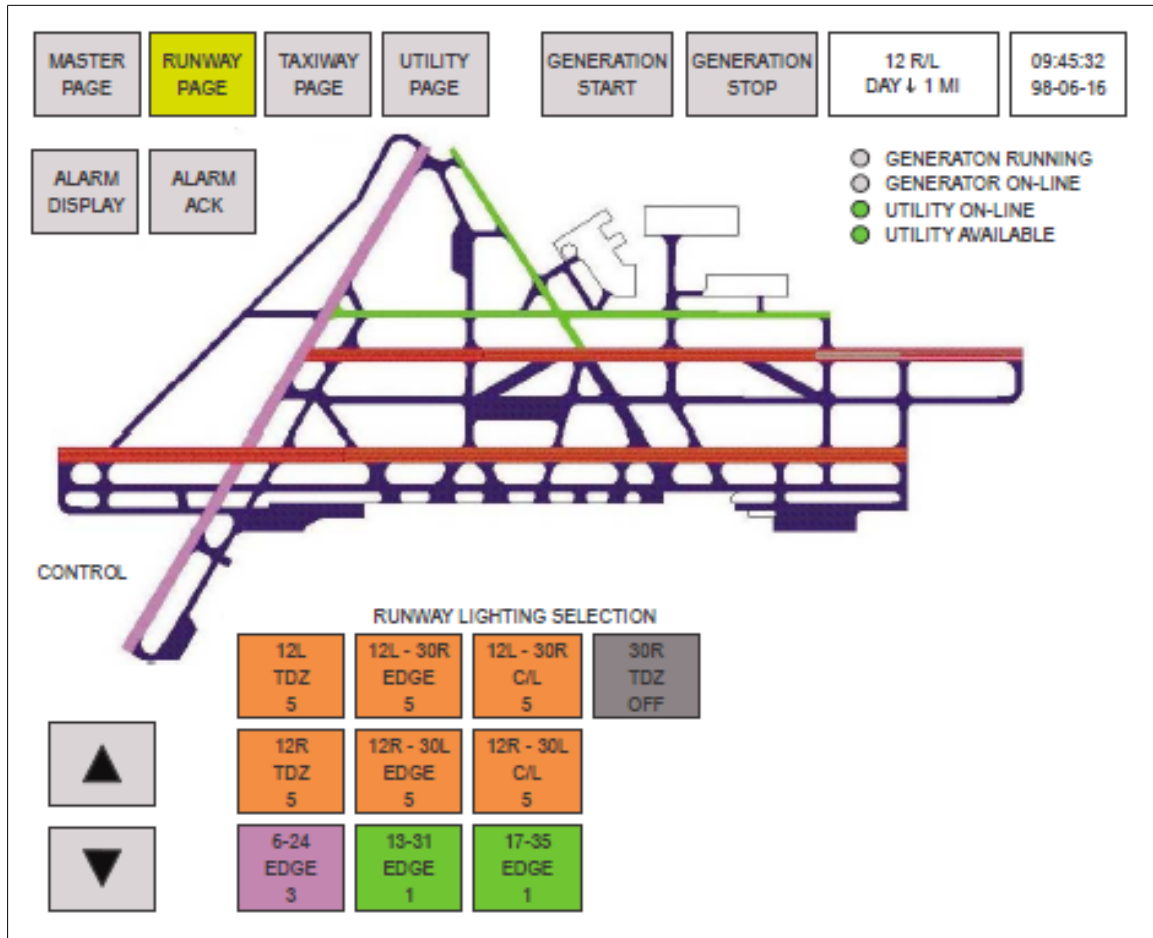 MASTER
PAGE
RUNWAY
PAGE
TAXIWAY
PAGE
UTILITY
PAGE
GENERATION
START
GENERATION
STOP
12 R/L
DAY ↓ 1 MI
09:45:32
98-06-16
ALARM
DISPLAY
ALARM
ACK
GENERATON RUNNING
GENERATOR ON-LINE
UTILITY ON-LINE
UTILITY AVAILABLE
CONTROL
RUNWAY LIGHTING SELECTION
12L
TDZ
5
12L - 30R
EDGE
5
12L - 30R
C/L
5
30R
TDZ
OFF
12R
TDZ
5
12R - 30L
EDGE
5
12R - 30L
C/L
5
6-24
EDGE
3
13-31
EDGE
1
17-35
EDGE
1